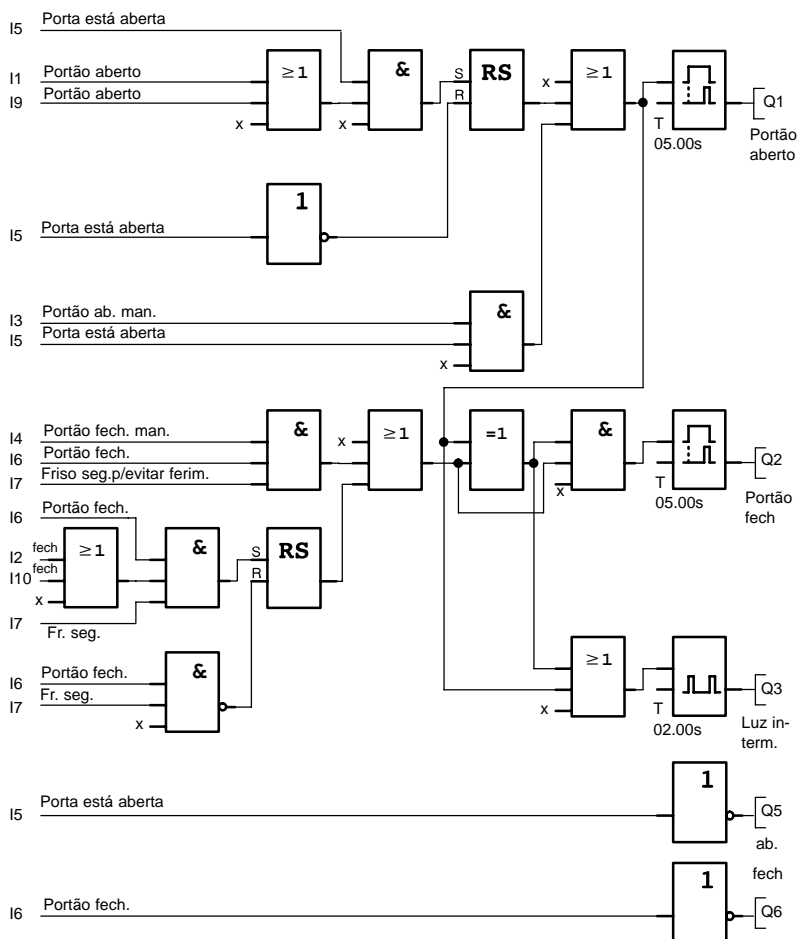 I5 Porta está aberta
I1 Portão aberto
I9 Portão aberto
x
≥1
x
&
S
R
RS
x
≥1
T
05.00s
Q1
Portão
aberto
I5 Porta está aberta
1
I3 Portão ab. man.
I5 Porta está aberta
x
&
I4 Portão fech. man.
I6 Portão fech.
I7 Friso seg.p/evitar ferim.
&
x
≥1
=1
&
x
T
05.00s
Q2
Portão
fech
I6 Portão fech.
I2 fech
I10 fech
x
≥1
&
S
R
RS
I7
Fr. seg.
I6 Portão fech.
I7 Fr. seg.
x
&
≥1
x
T
02.00s
Q3
Luz in-
term.
I5 Porta está aberta
1
Q5
ab.
I6 Portão fech.
1
fech
Q6